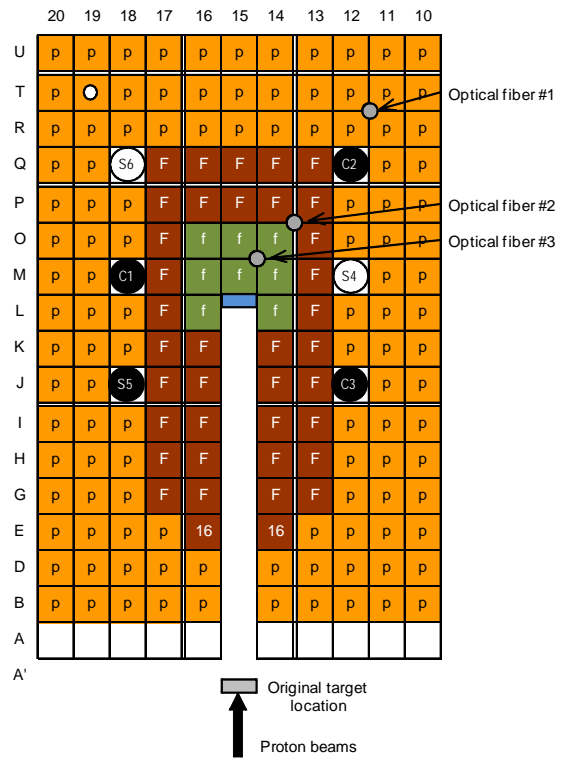 20 19 18 17 16 15 14 13 12 11 10
U p p p p p p p p p p p
T p p p p p p p p p p Optical fiber #1
R p p p p p p p p p p p
Q p p S6 F F F F F C2 p p
P p p p F F F F F p p p Optical fiber #2
O p p p F f f f F p p p Optical fiber #3
M p p C1 F f f f F S4 p p
L p p p F f f F p p p
K p p p F F F F p p p
J p p S5 F F F F C3 p p
I p p p F F F F p p p
H p p p F F F F p p p
G p p p F F F F p p p
E p p p p 16 16 p p p p
D p p p p p p p p p p
B p p p p p p p p p p
A
A'
Original target
location
Proton beams